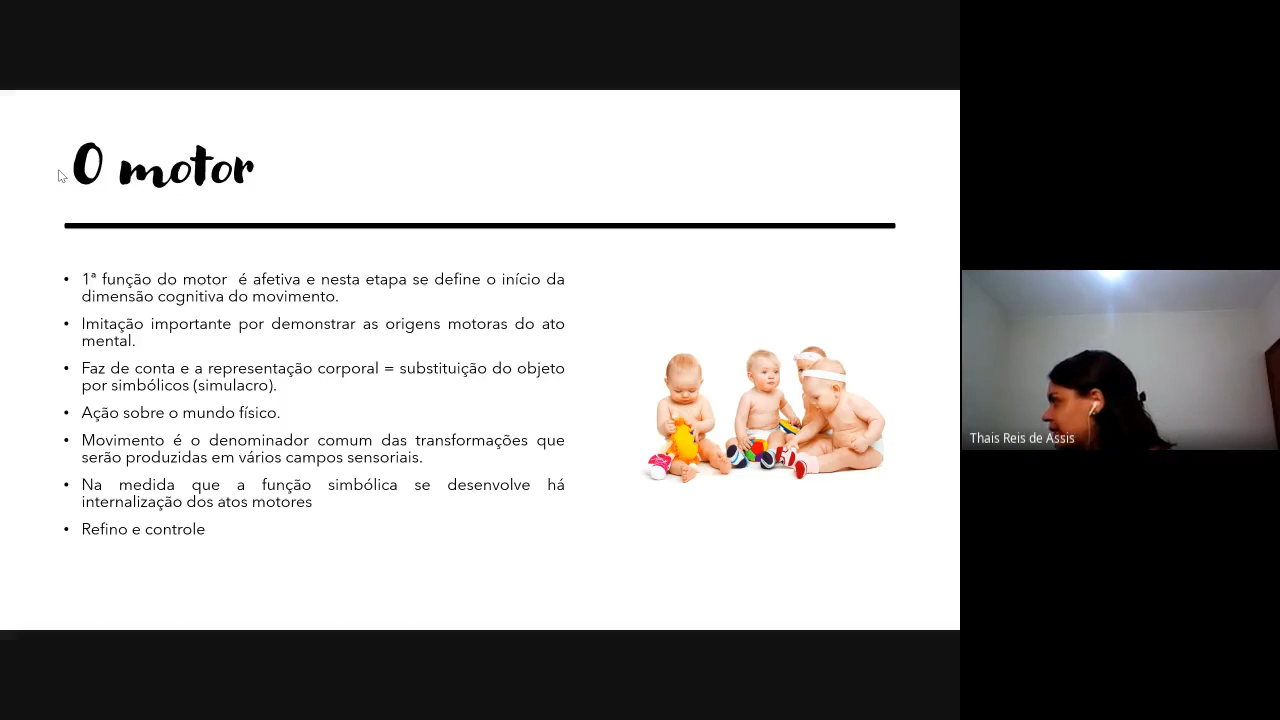 O motor
• 1ª função do motor é afetiva e nesta etapa se define o início da
dimensão cognitiva do movimento.
• Imitação importante por demonstrar as origens motoras do ato
mental.
• Faz de conta e a representação corporal = substituição do objeto
por simbólicos (simulacro).
• Ação sobre o mundo físico.
• Movimento é o denominador comum das transformações que
serão produzidas em vários campos sensoriais.
• Na medida que a função simbólica se desenvolve há
internalização dos atos motores
• Refino e controle
Thais Reis de Assis